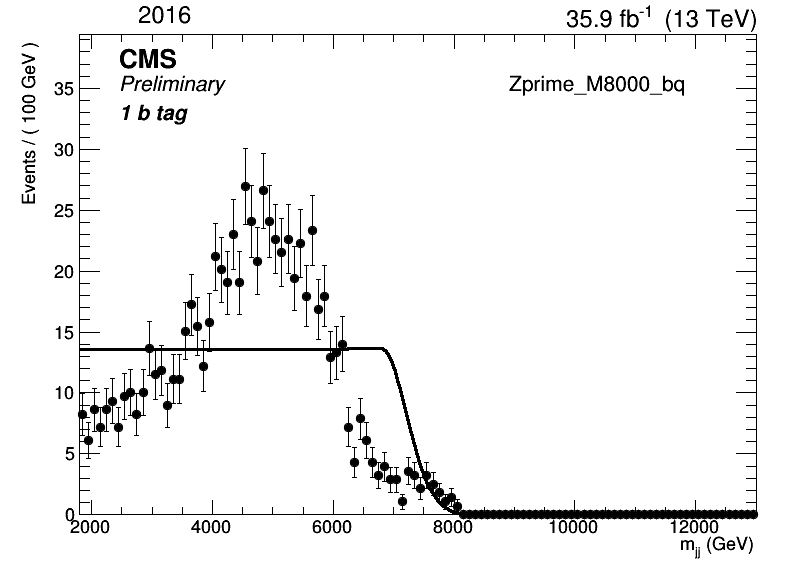 2016
35.9 fb⁻¹ (13 TeV)
CMS
Preliminary
1 b tag
Zprime_M8000_bq
Events / ( 100 GeV )
35
30
25
20
15
10
5
0
2000 4000 6000 8000 10000 12000
m_jj (GeV)